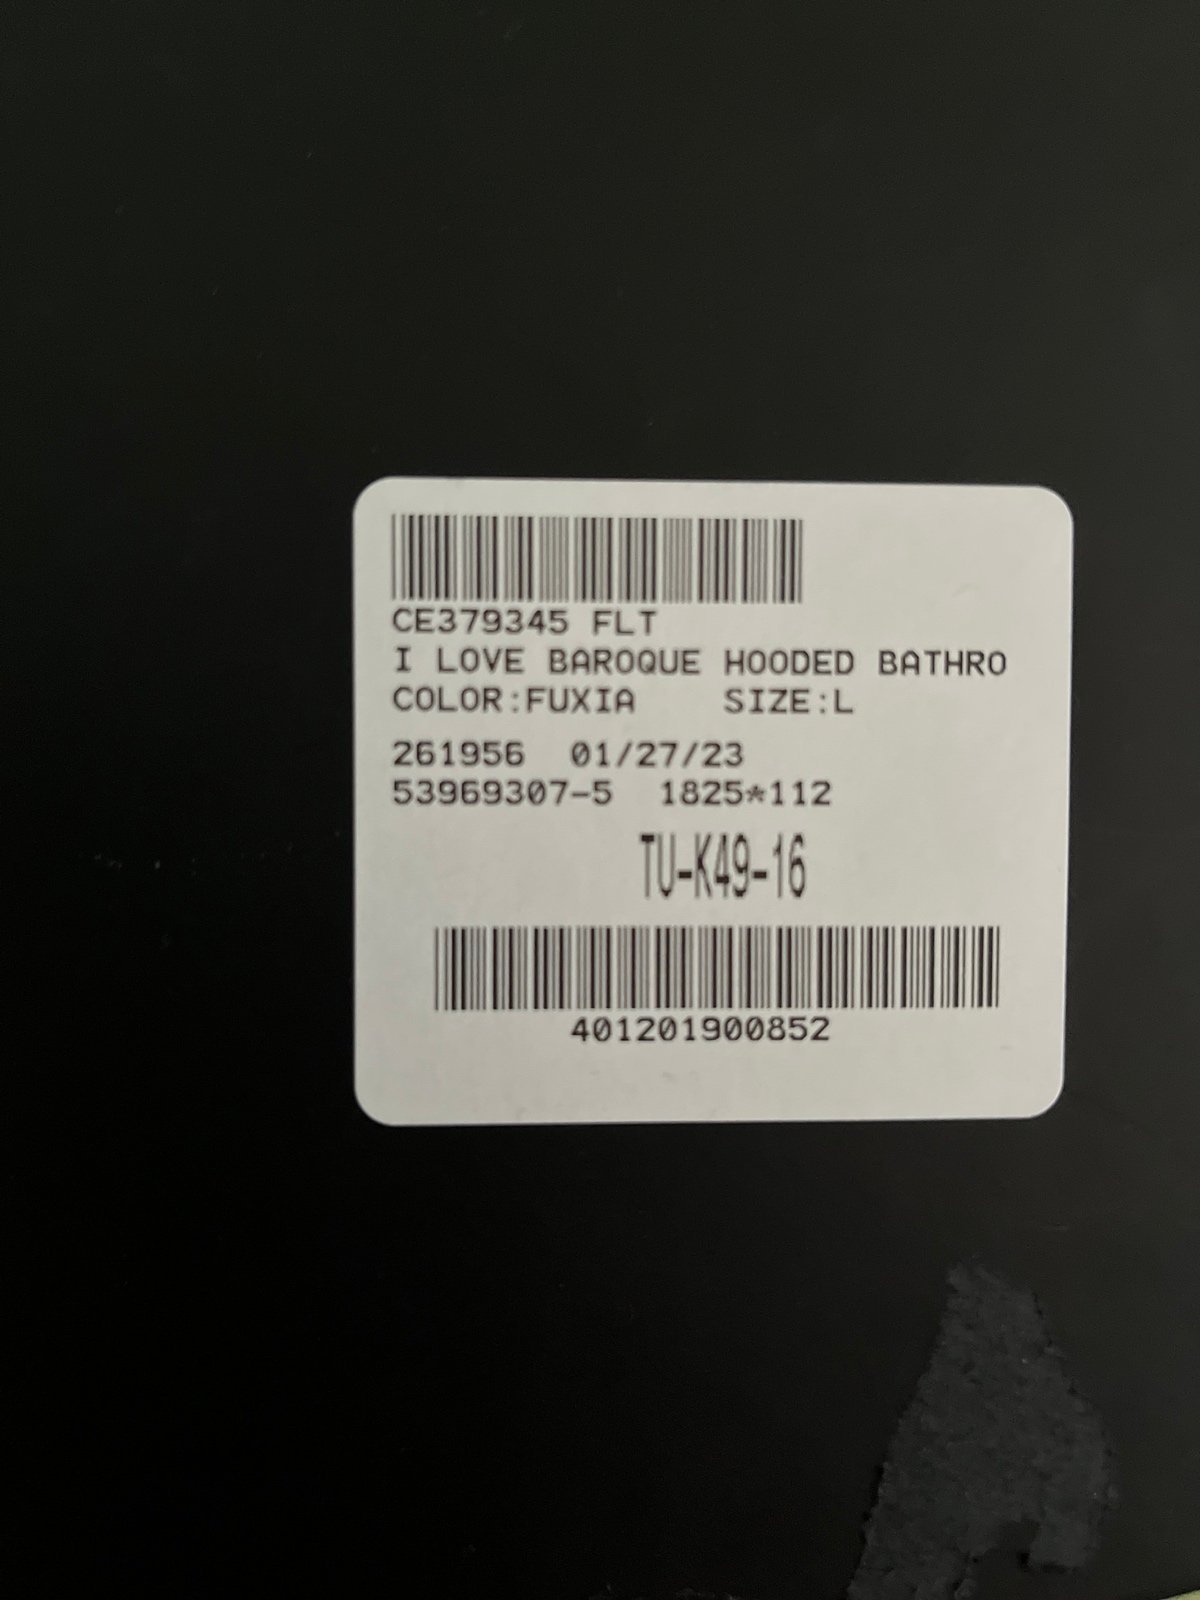 CE379345 FLT
I LOVE BAROQUE HOODED BATHRO
COLOR:FUXIA SIZE:L
261956 01/27/23
53969307-5 1825*112
TU-K49-16
401201900852